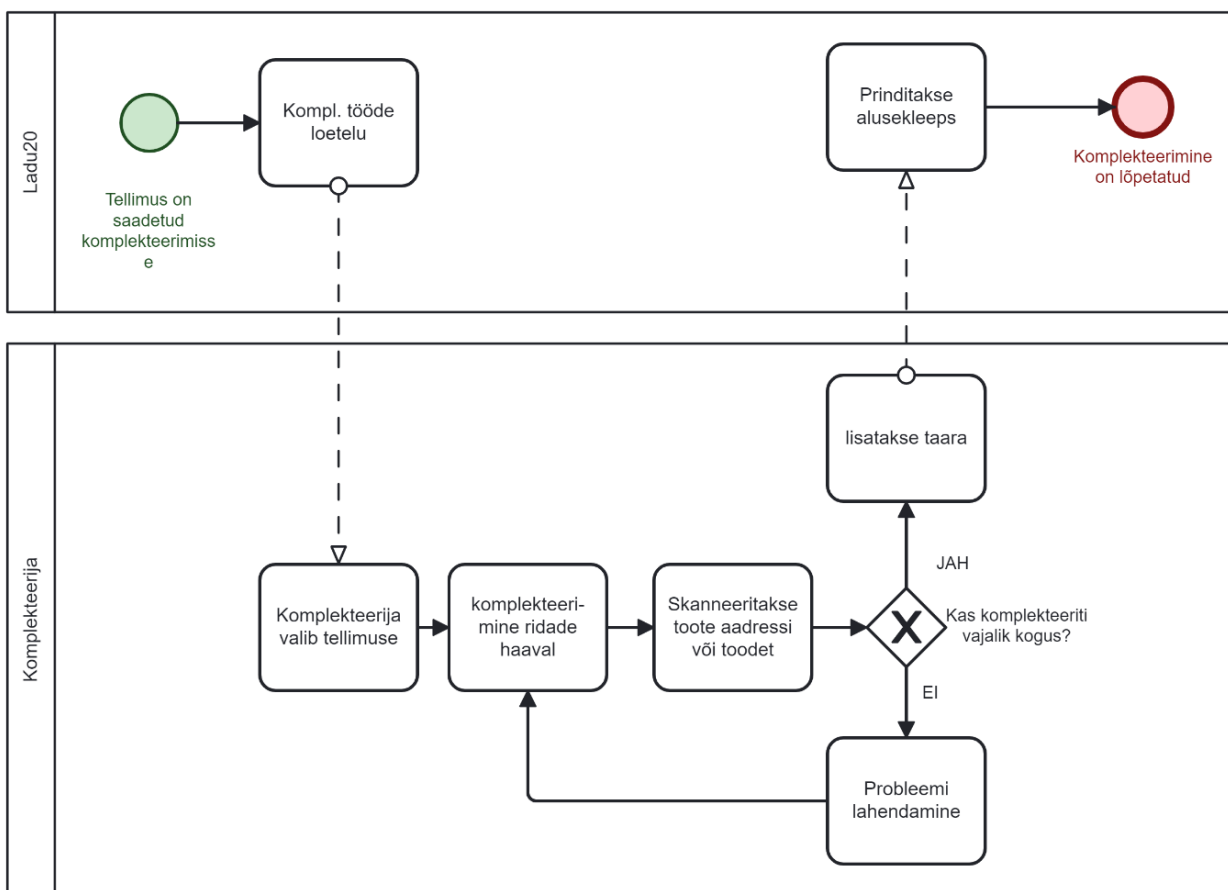 Ladu20
Tellimus on
saadetud
komplekteerimiss
e
Kompl. tööde
loetelu
Prinditakse
alusekleeps
Komplekteerimine
on lõpetatud
Komplekteerija
Komplekteerija
valib tellimuse
komplekteeri-
mine ridade
haaval
Skanneeritakse
toote aadressi
või toodet
lisatakse taara
JAH
Kas komplekteeriti
vajalik kogus?
EI
Probleemi
lahendamine